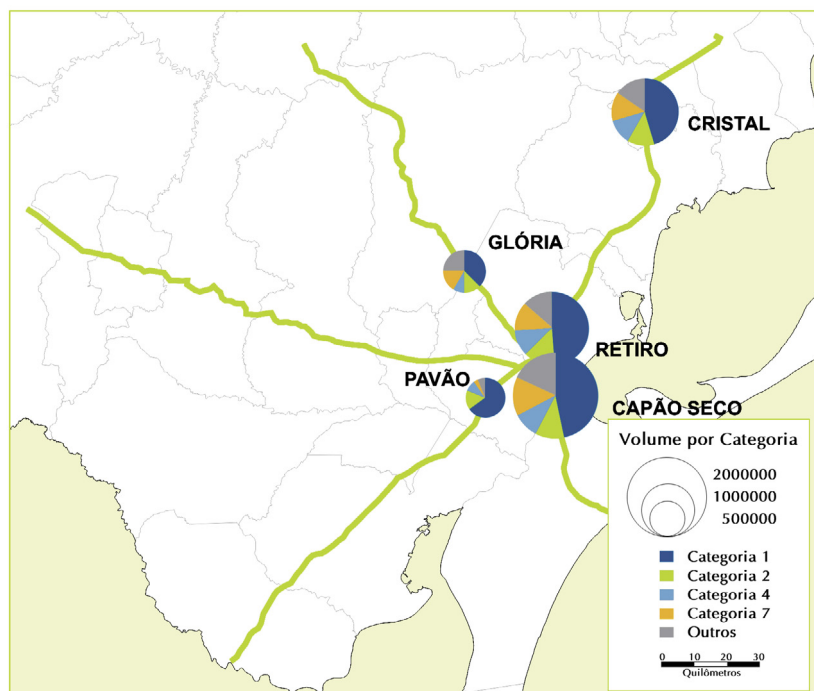 CRISTAL
GLÓRIA
RETIRO
PAVÃO
CAPÃO SECO
Volume por Categoria
2000000
1000000
500000
Categoria 1
Categoria 2
Categoria 4
Categoria 7
Outros
0 10 20 30
Quilômetros